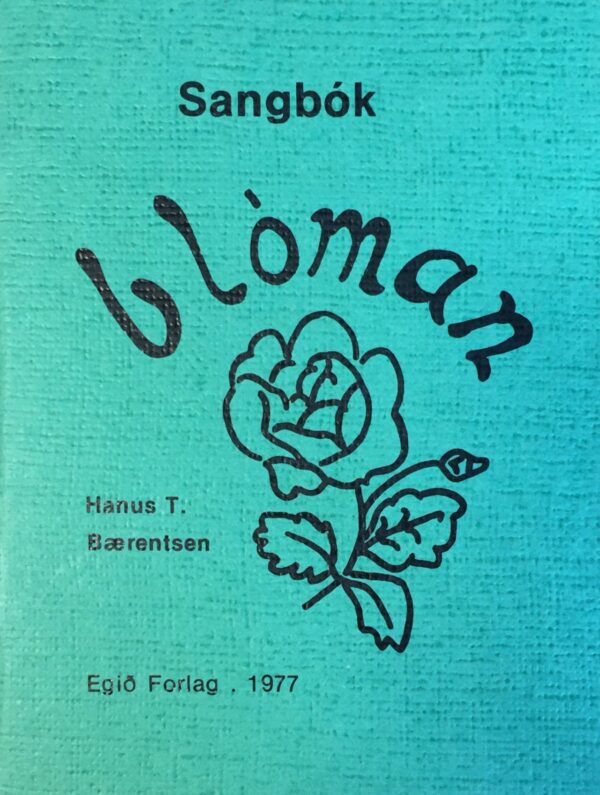 Sangbók
blòman
Hanus T.
Bærentsen
Egið Forlag . 1977